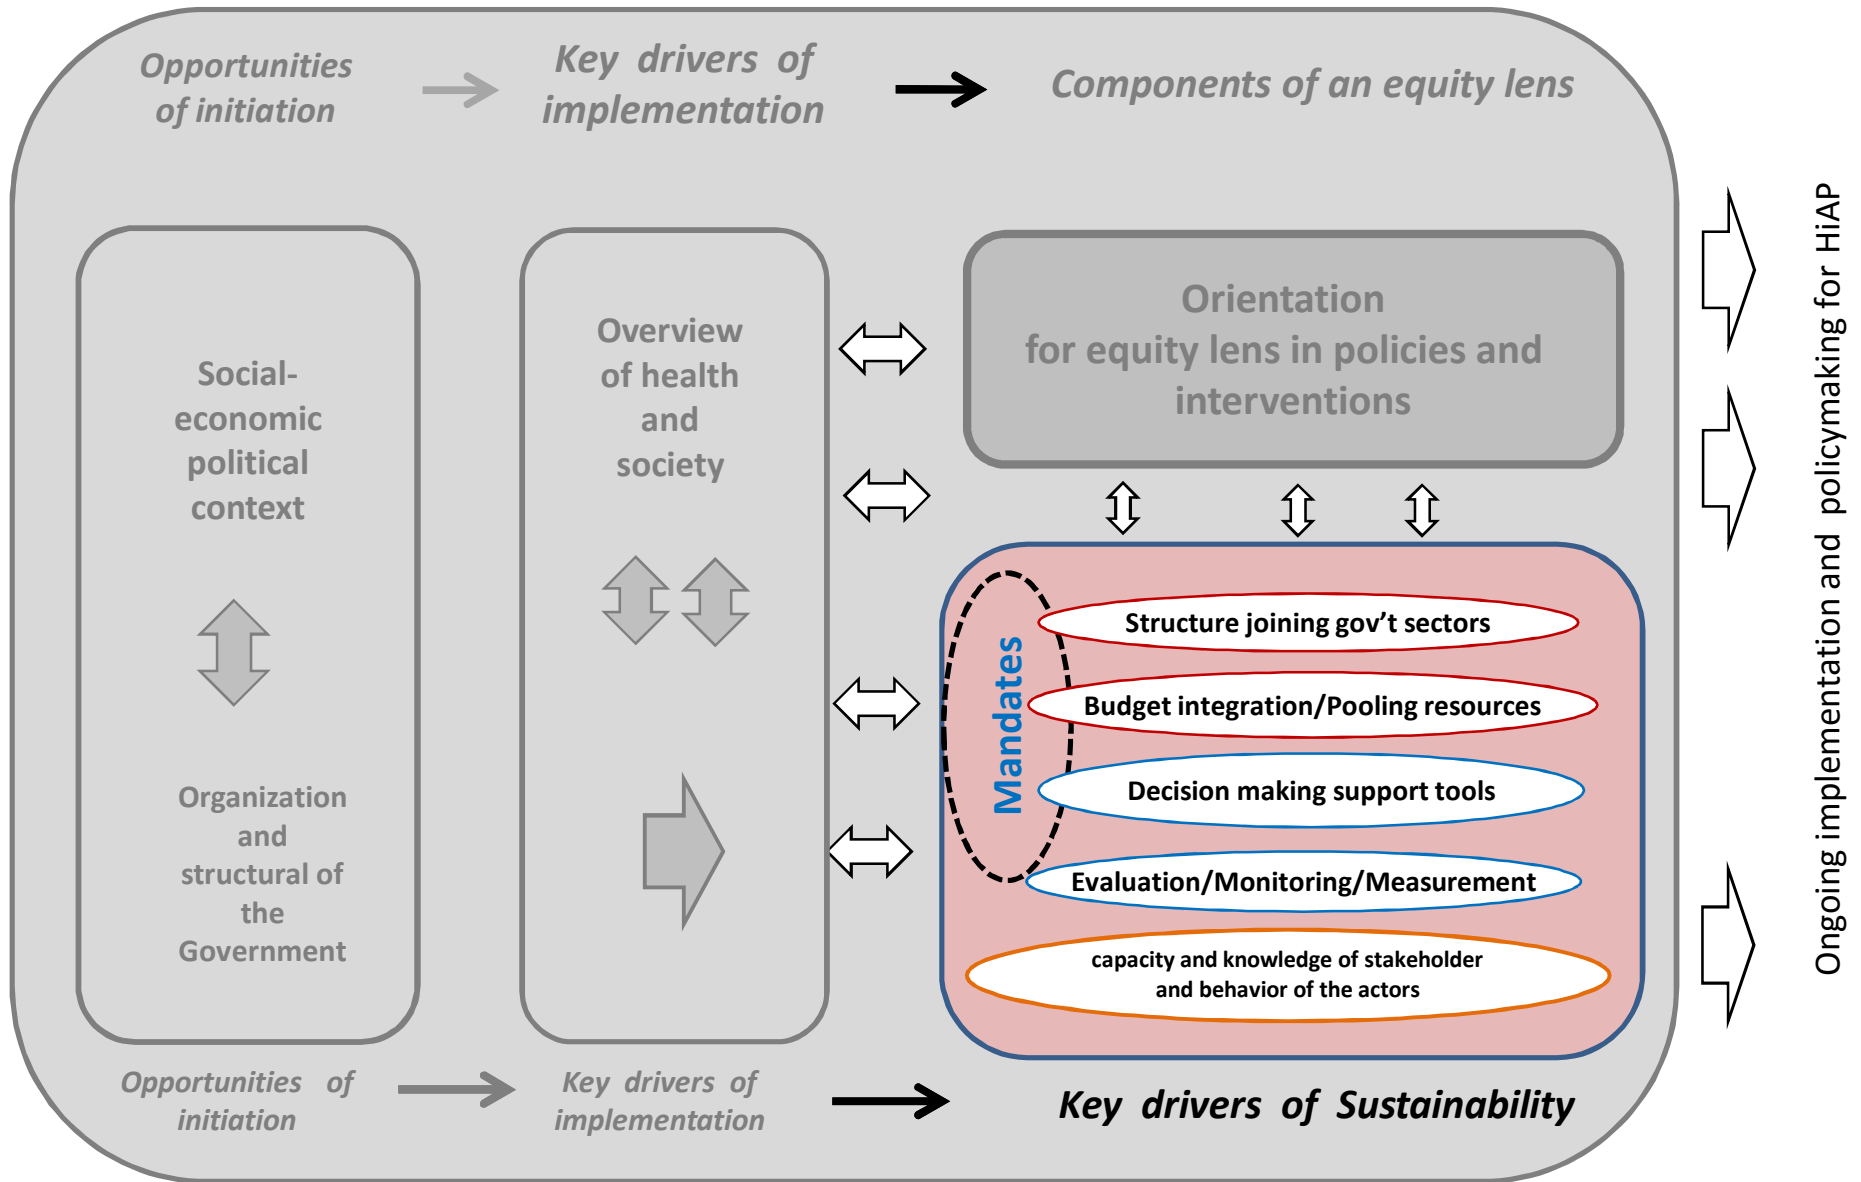 Opportunities
of initiation
Key drivers of
implementation
Components of an equity lens
Social-
economic
political
context
Organization
and
structural of
the
Government
Overview
of health
and
society
Orientation
for equity lens in policies and
interventions
Mandates
Structure joining gov’t sectors
Budget integration/Pooling resources
Decision making support tools
Evaluation/Monitoring/Measurement
capacity and knowledge of stakeholder
and behavior of the actors
Opportunities of
initiation
Key drivers of
implementation
Key drivers of Sustainability
Ongoing implementation and policymaking for HiAP